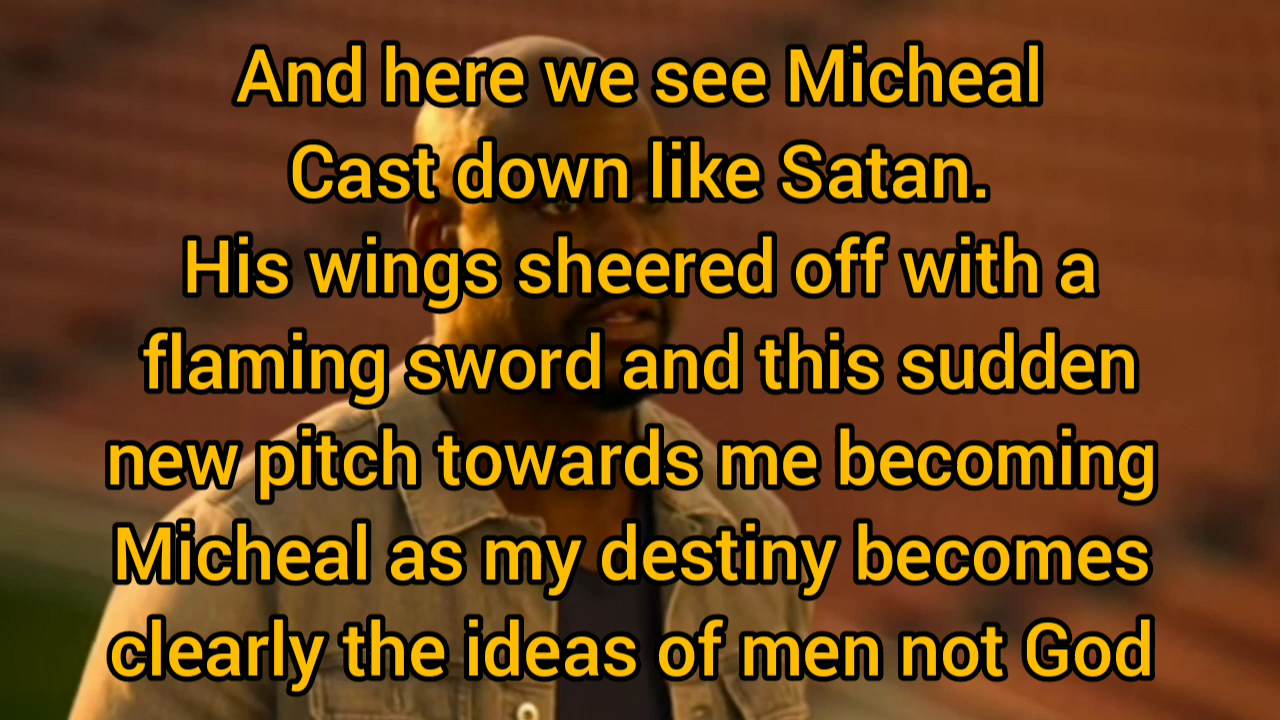 And here we see Micheal
Cast down like Satan.
His wings sheered off with a
flaming sword and this sudden
new pitch towards me becoming
Micheal as my destiny becomes
clearly the ideas of men not God